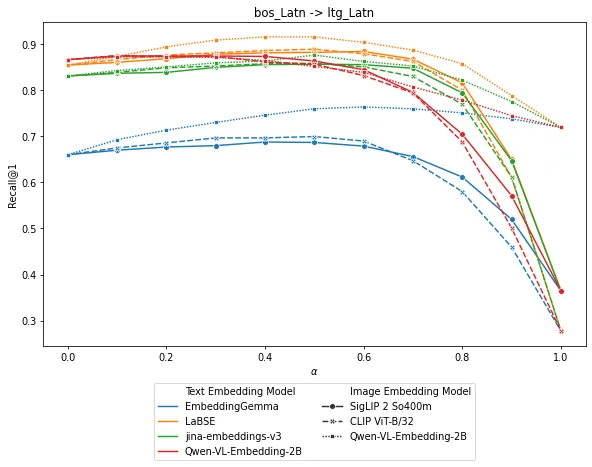 bos_Latn -> ltg_Latn
Recall@1
0.9
0.8
0.7
0.6
0.5
0.4
0.3
0.0
0.2
0.4
0.6
0.8
1.0
α
Text Embedding Model
EmbeddingGemma
LaBSE
jina-embeddings-v3
Qwen-VL-Embedding-2B
Image Embedding Model
SigLIP 2 So400m
CLIP ViT-B/32
Qwen-VL-Embedding-2B